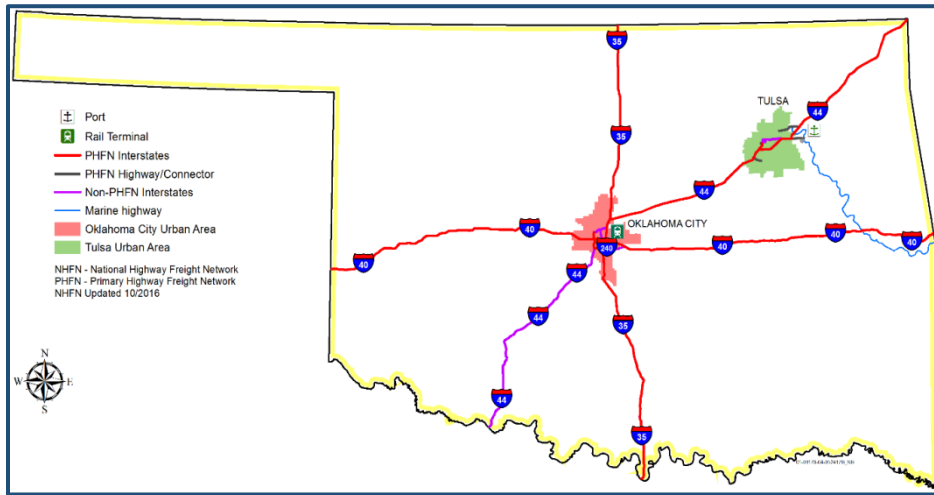 Port
Rail Terminal
PHFN Interstates
PHFN Highway/Connector
Non-PHFN Interstates
Marine highway
Oklahoma City Urban Area
Tulsa Urban Area
NHFN - National Highway Freight Network
PHFN - Primary Highway Freight Network
NHFN Updated 10/2016
N
W
E
S
35
TULSA
44
35
44
OKLAHOMA CITY
40
240
40
40
40
40
44
44
35
44
35